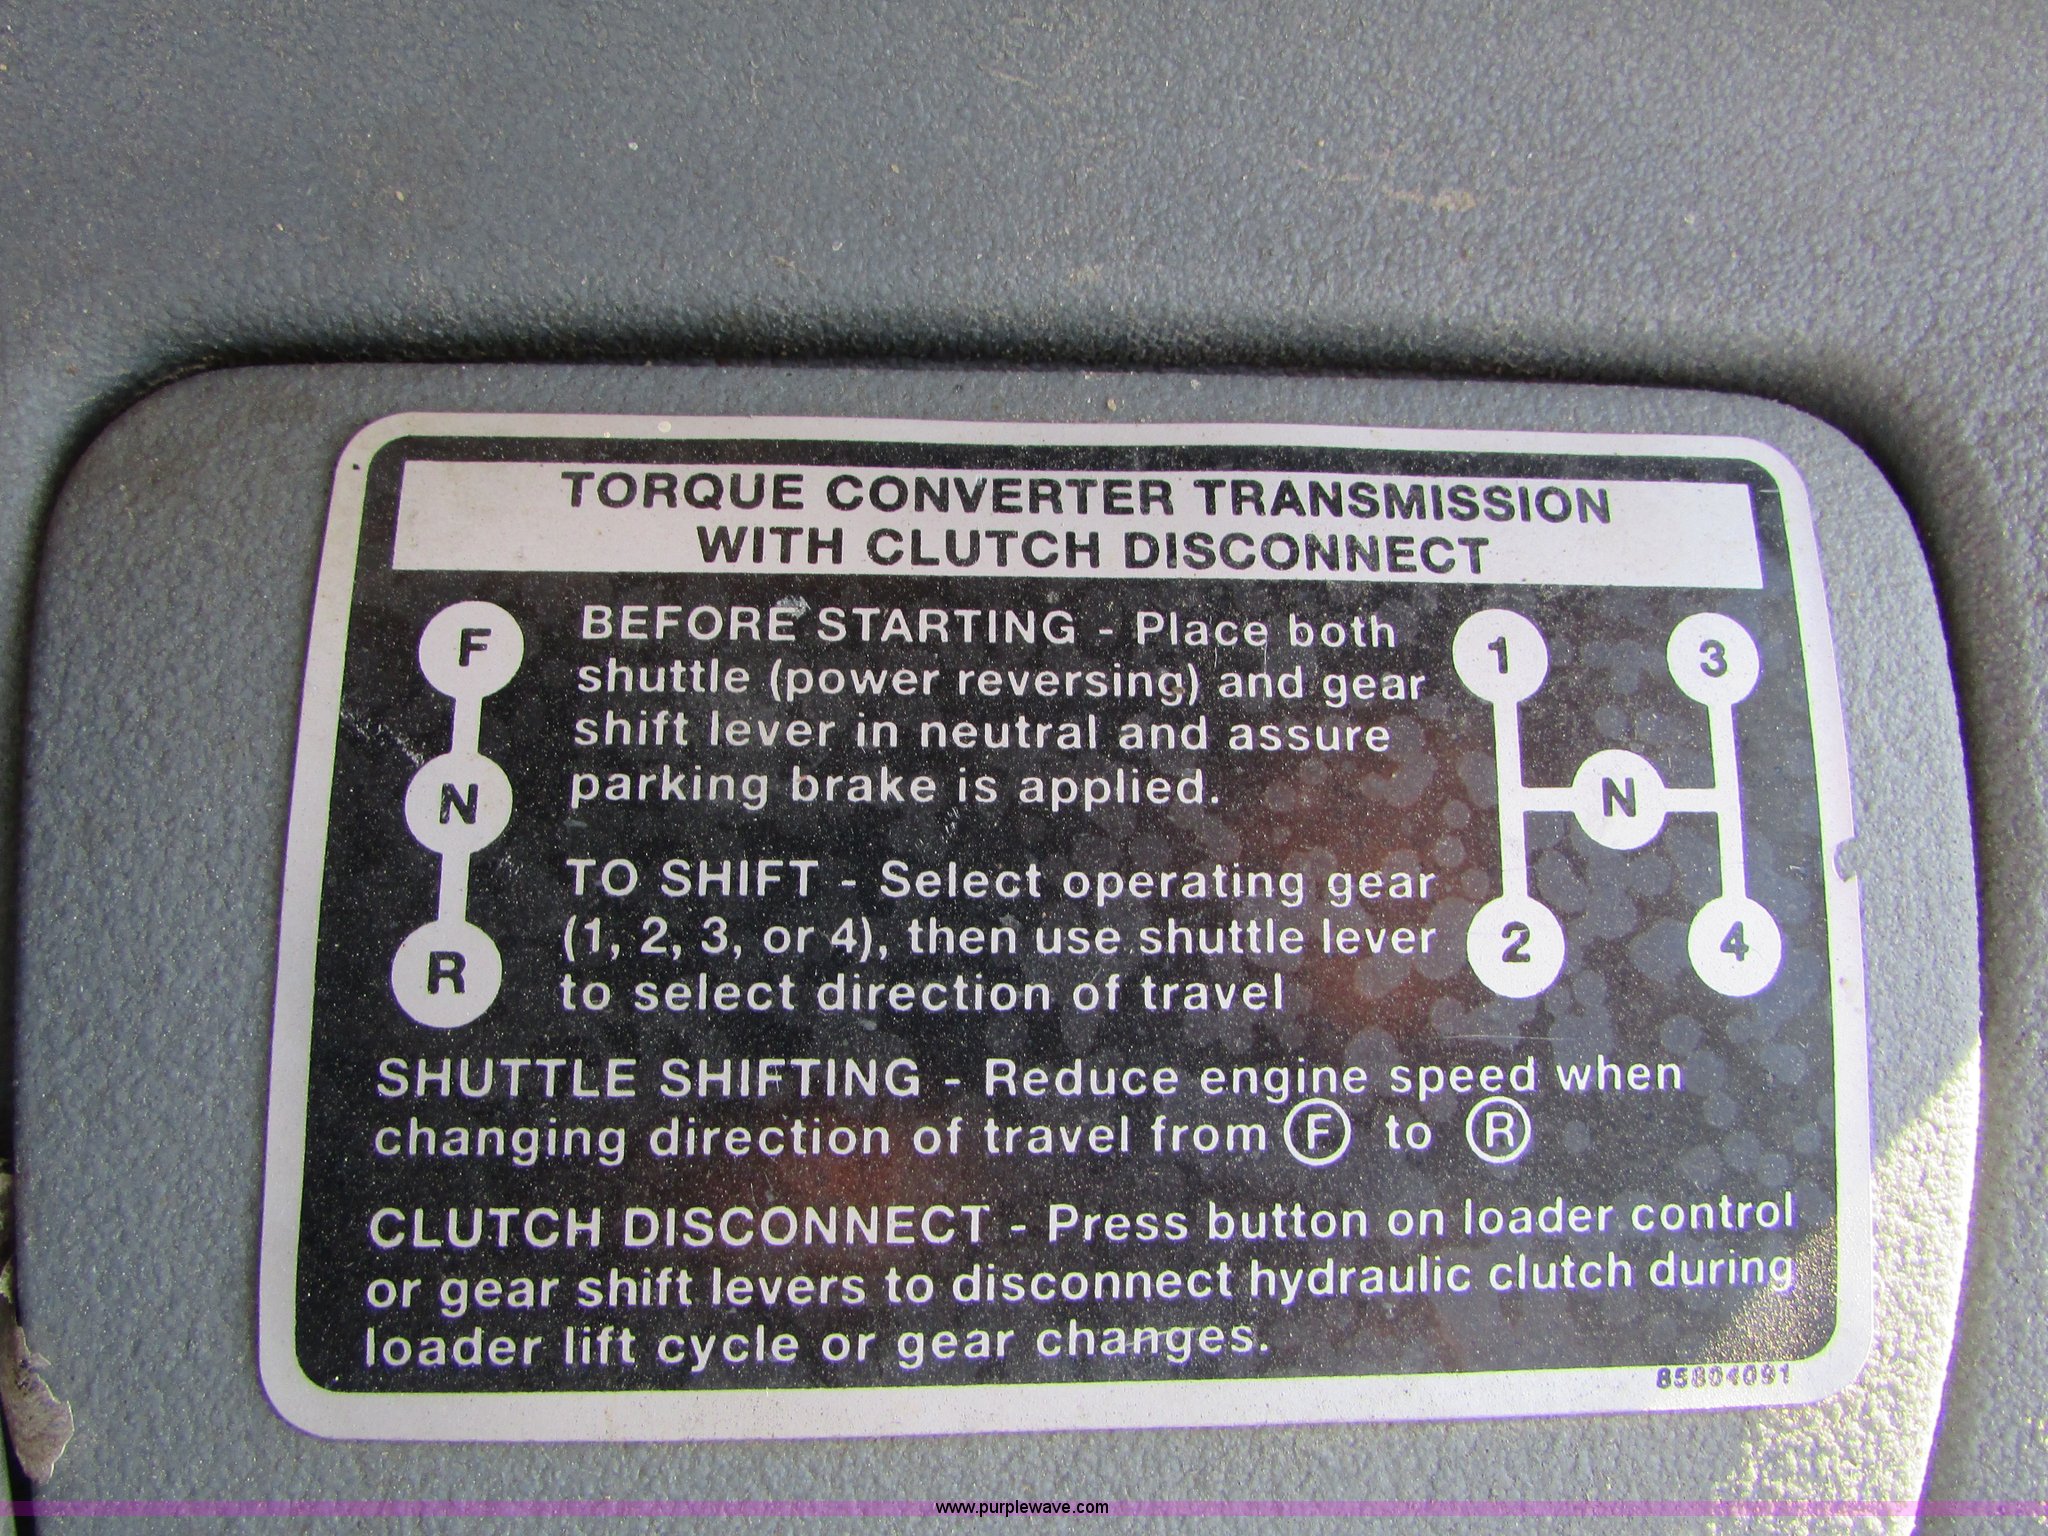 TORQUE CONVERTER TRANSMISSION
WITH CLUTCH DISCONNECT
F
N
R
BEFORE STARTING - Place both
shuttle (power reversing) and gear
shift lever in neutral and assure
parking brake is applied.
TO SHIFT - Select operating gear
(1, 2, 3, or 4), then use shuttle lever
to select direction of travel
1 3
N
2 4
SHUTTLE SHIFTING - Reduce engine speed when
changing direction of travel from Ⓕ to Ⓡ
CLUTCH DISCONNECT - Press button on loader control
or gear shift levers to disconnect hydraulic clutch during
loader lift cycle or gear changes.
85804091
www.purplewave.com